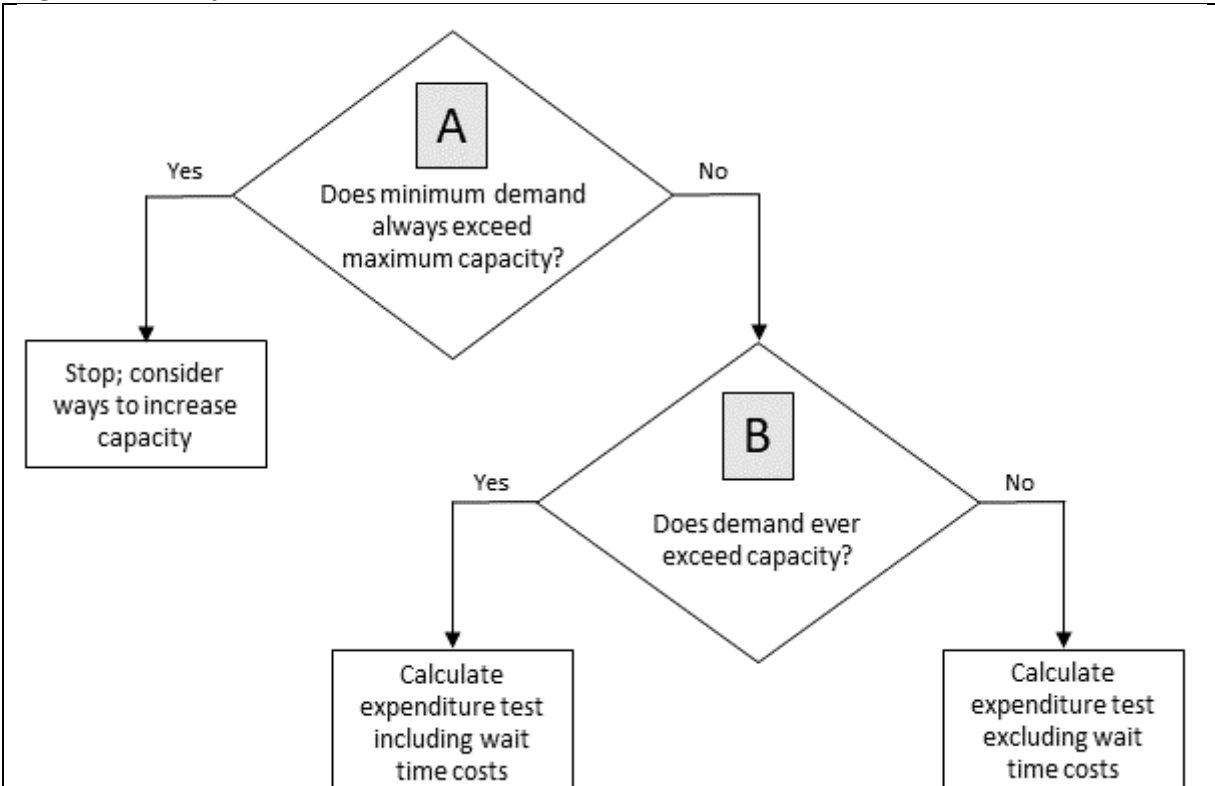 A
Yes
No
Does minimum demand
always exceed
maximum capacity?
Stop; consider
ways to increase
capacity
B
Yes
No
Does demand ever
exceed capacity?
Calculate
expenditure test
including wait
time costs
Calculate
expenditure test
excluding wait
time costs